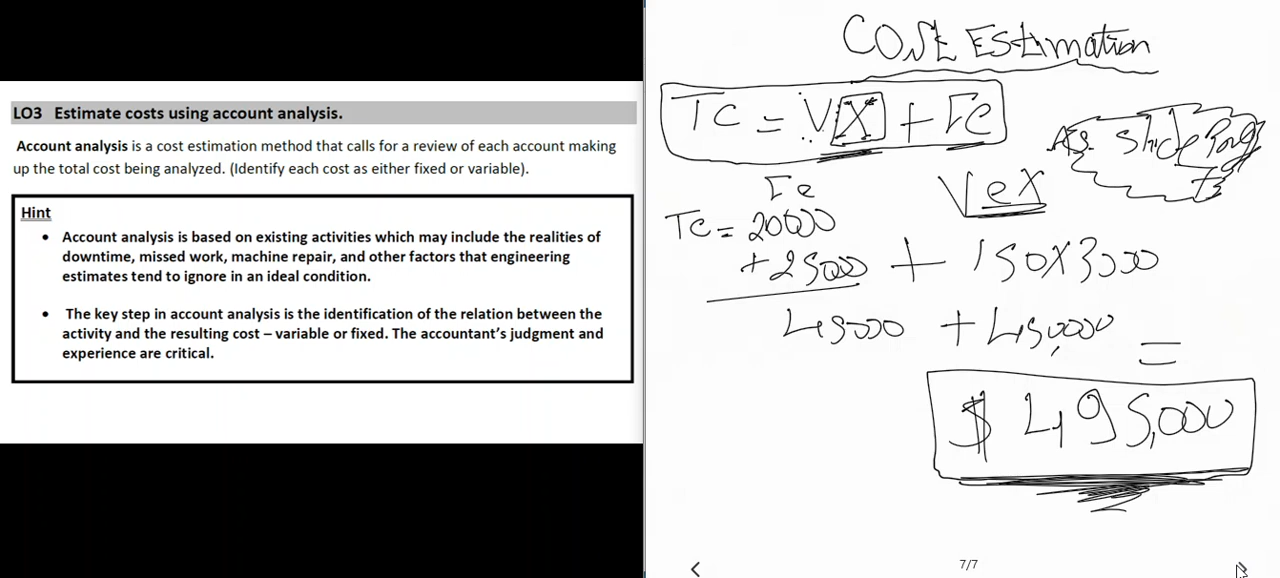 LO3 Estimate costs using account analysis.
Account analysis is a cost estimation method that calls for a review of each account making
up the total cost being analyzed. (Identify each cost as either fixed or variable).
Hint
• Account analysis is based on existing activities which may include the realities of
downtime, missed work, machine repair, and other factors that engineering
estimates tend to ignore in an ideal condition.
• The key step in account analysis is the identification of the relation between the
activity and the resulting cost – variable or fixed. The accountant's judgment and
experience are critical.
COST Estimation
TC = VX + FC
As slide
Fc VCX
TC = 20000
+25000 + 150X3000
45000 + 450,000 =
$ 495,000
7/7